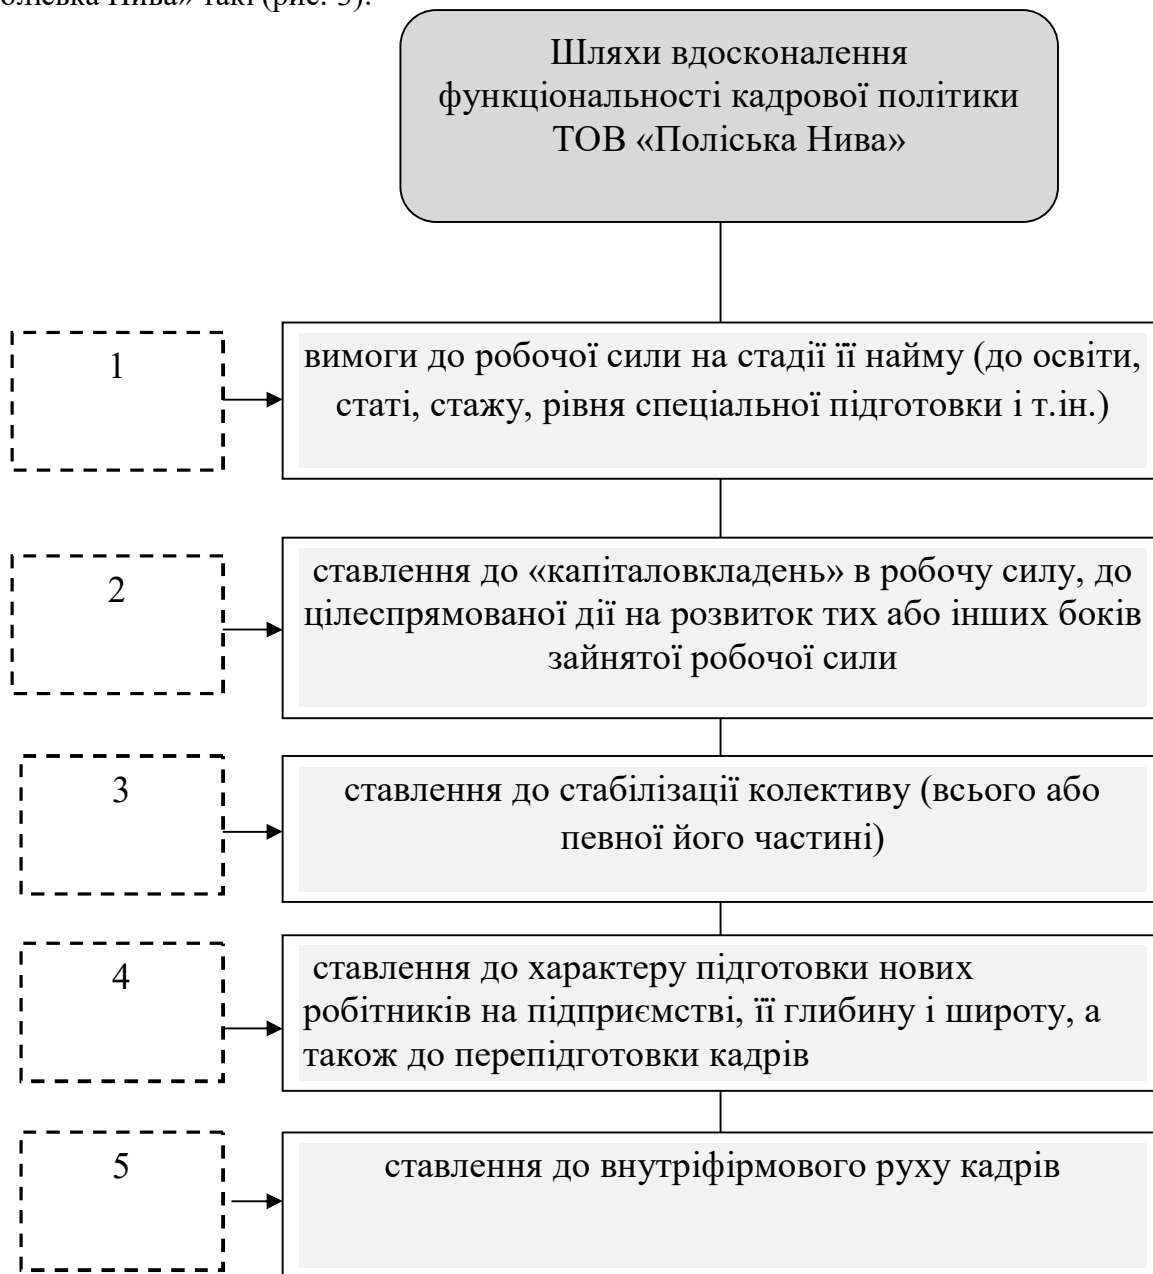 оліська Нива» такі (рис. 3).
Шляхи вдосконалення
функціональності кадрової політики
ТОВ «Поліська Нива»
1
вимоги до робочої сили на стадії її найму (до освіти,
статі, стажу, рівня спеціальної підготовки і т.ін.)
2
ставлення до «капіталовкладень» в робочу силу, до
цілеспрямованої дії на розвиток тих або інших боків
зайнятої робочої сили
3
ставлення до стабілізації колективу (всього або
певної його частині)
4
ставлення до характеру підготовки нових
робітників на підприємстві, її глибину і широту, а
також до перепідготовки кадрів
5
ставлення до внутріфірмового руху кадрів